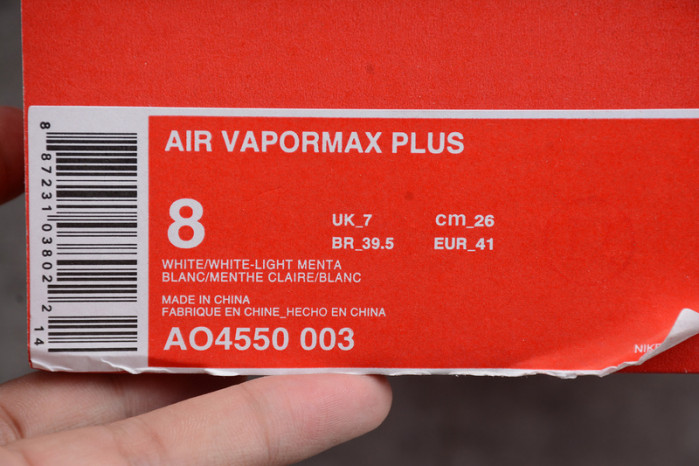 8 87231 03802 2 14
AIR VAPORMAX PLUS
8
UK_7 cm_26
BR_39.5 EUR_41
WHITE/WHITE-LIGHT MENTA
BLANC/MENTHE CLAIRE/BLANC
MADE IN CHINA
FABRIQUE EN CHINE_HECHO EN CHINA
AO4550 003